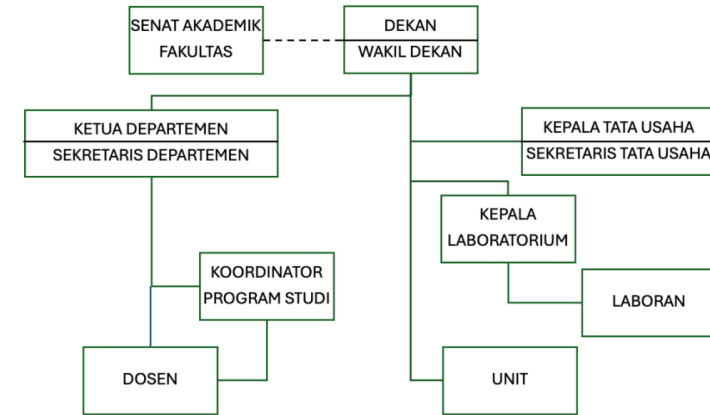 SENAT AKADEMIK
FAKULTAS
DEKAN
WAKIL DEKAN
KETUA DEPARTEMEN
SEKRETARIS DEPARTEMEN
KEPALA TATA USAHA
SEKRETARIS TATA USAHA
KEPALA
LABORATORIUM
KOORDINATOR
PROGRAM STUDI
LABORAN
DOSEN
UNIT